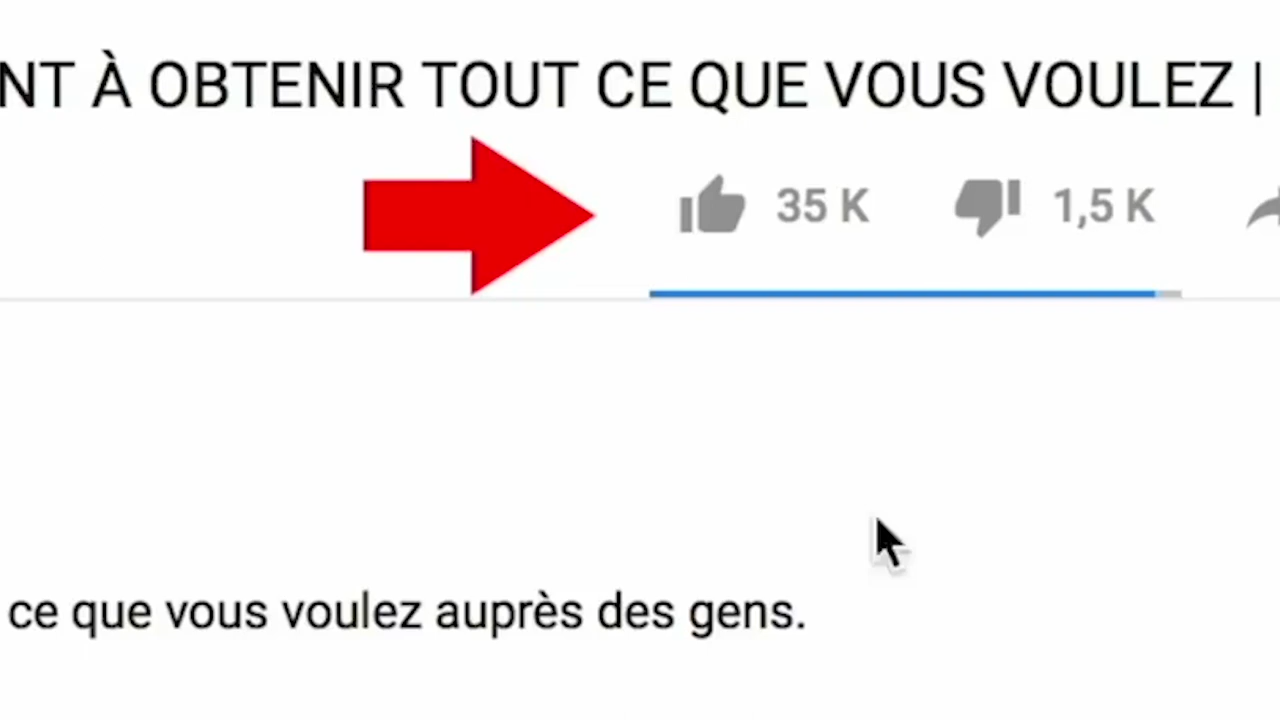 NT À OBTENIR TOUT CE QUE VOUS VOULEZ |
35 K 1,5 K
ce que vous voulez auprès des gens.